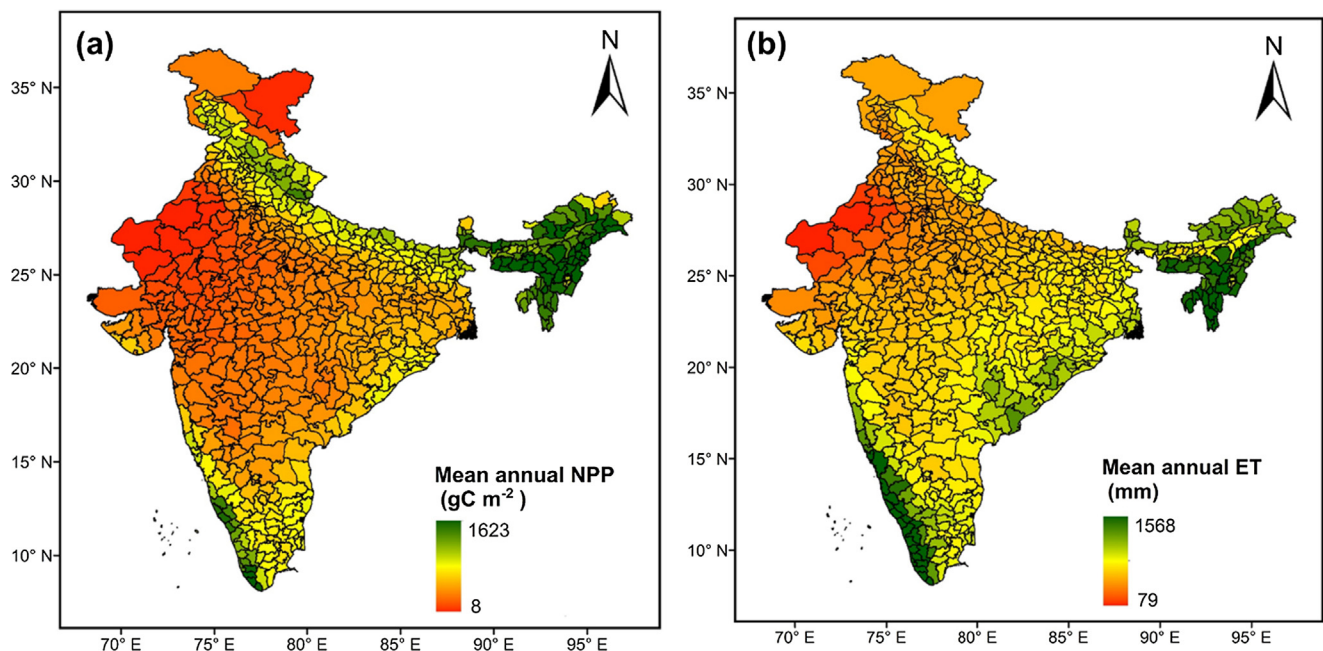 (a)
N
35° N
30° N
25° N
20° N
15° N
10° N
Mean annual NPP
(gC m⁻² )
1623
8
70° E
75° E
80° E
85° E
90° E
95° E
(b)
N
35° N
30° N
25° N
20° N
15° N
10° N
Mean annual ET
(mm)
1568
79
70° E
75° E
80° E
85° E
90° E
95° E